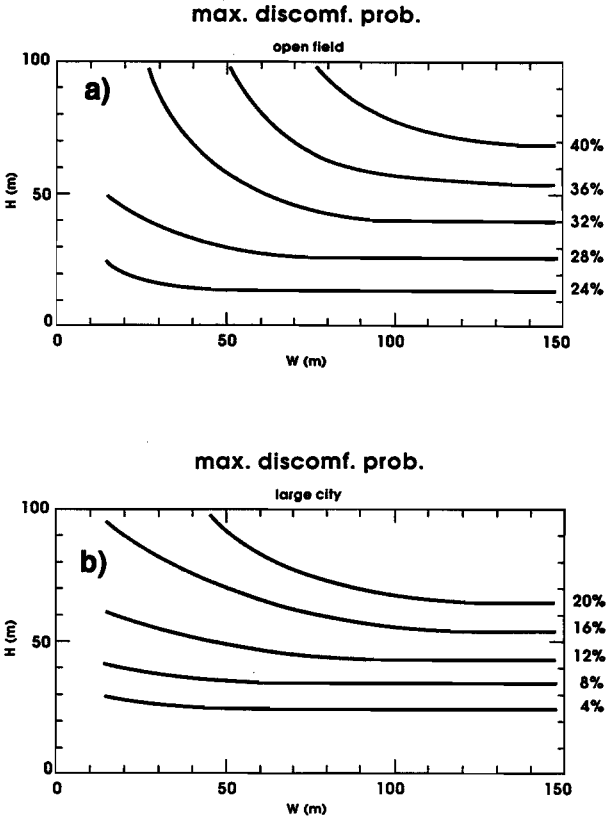 max. discomf. prob.
open field
100
a)
H (m)
50
0
40%
36%
32%
28%
24%
0
50
100
150
W (m)
max. discomf. prob.
large city
100
b)
H (m)
50
0
20%
16%
12%
8%
4%
0
50
100
150
W (m)